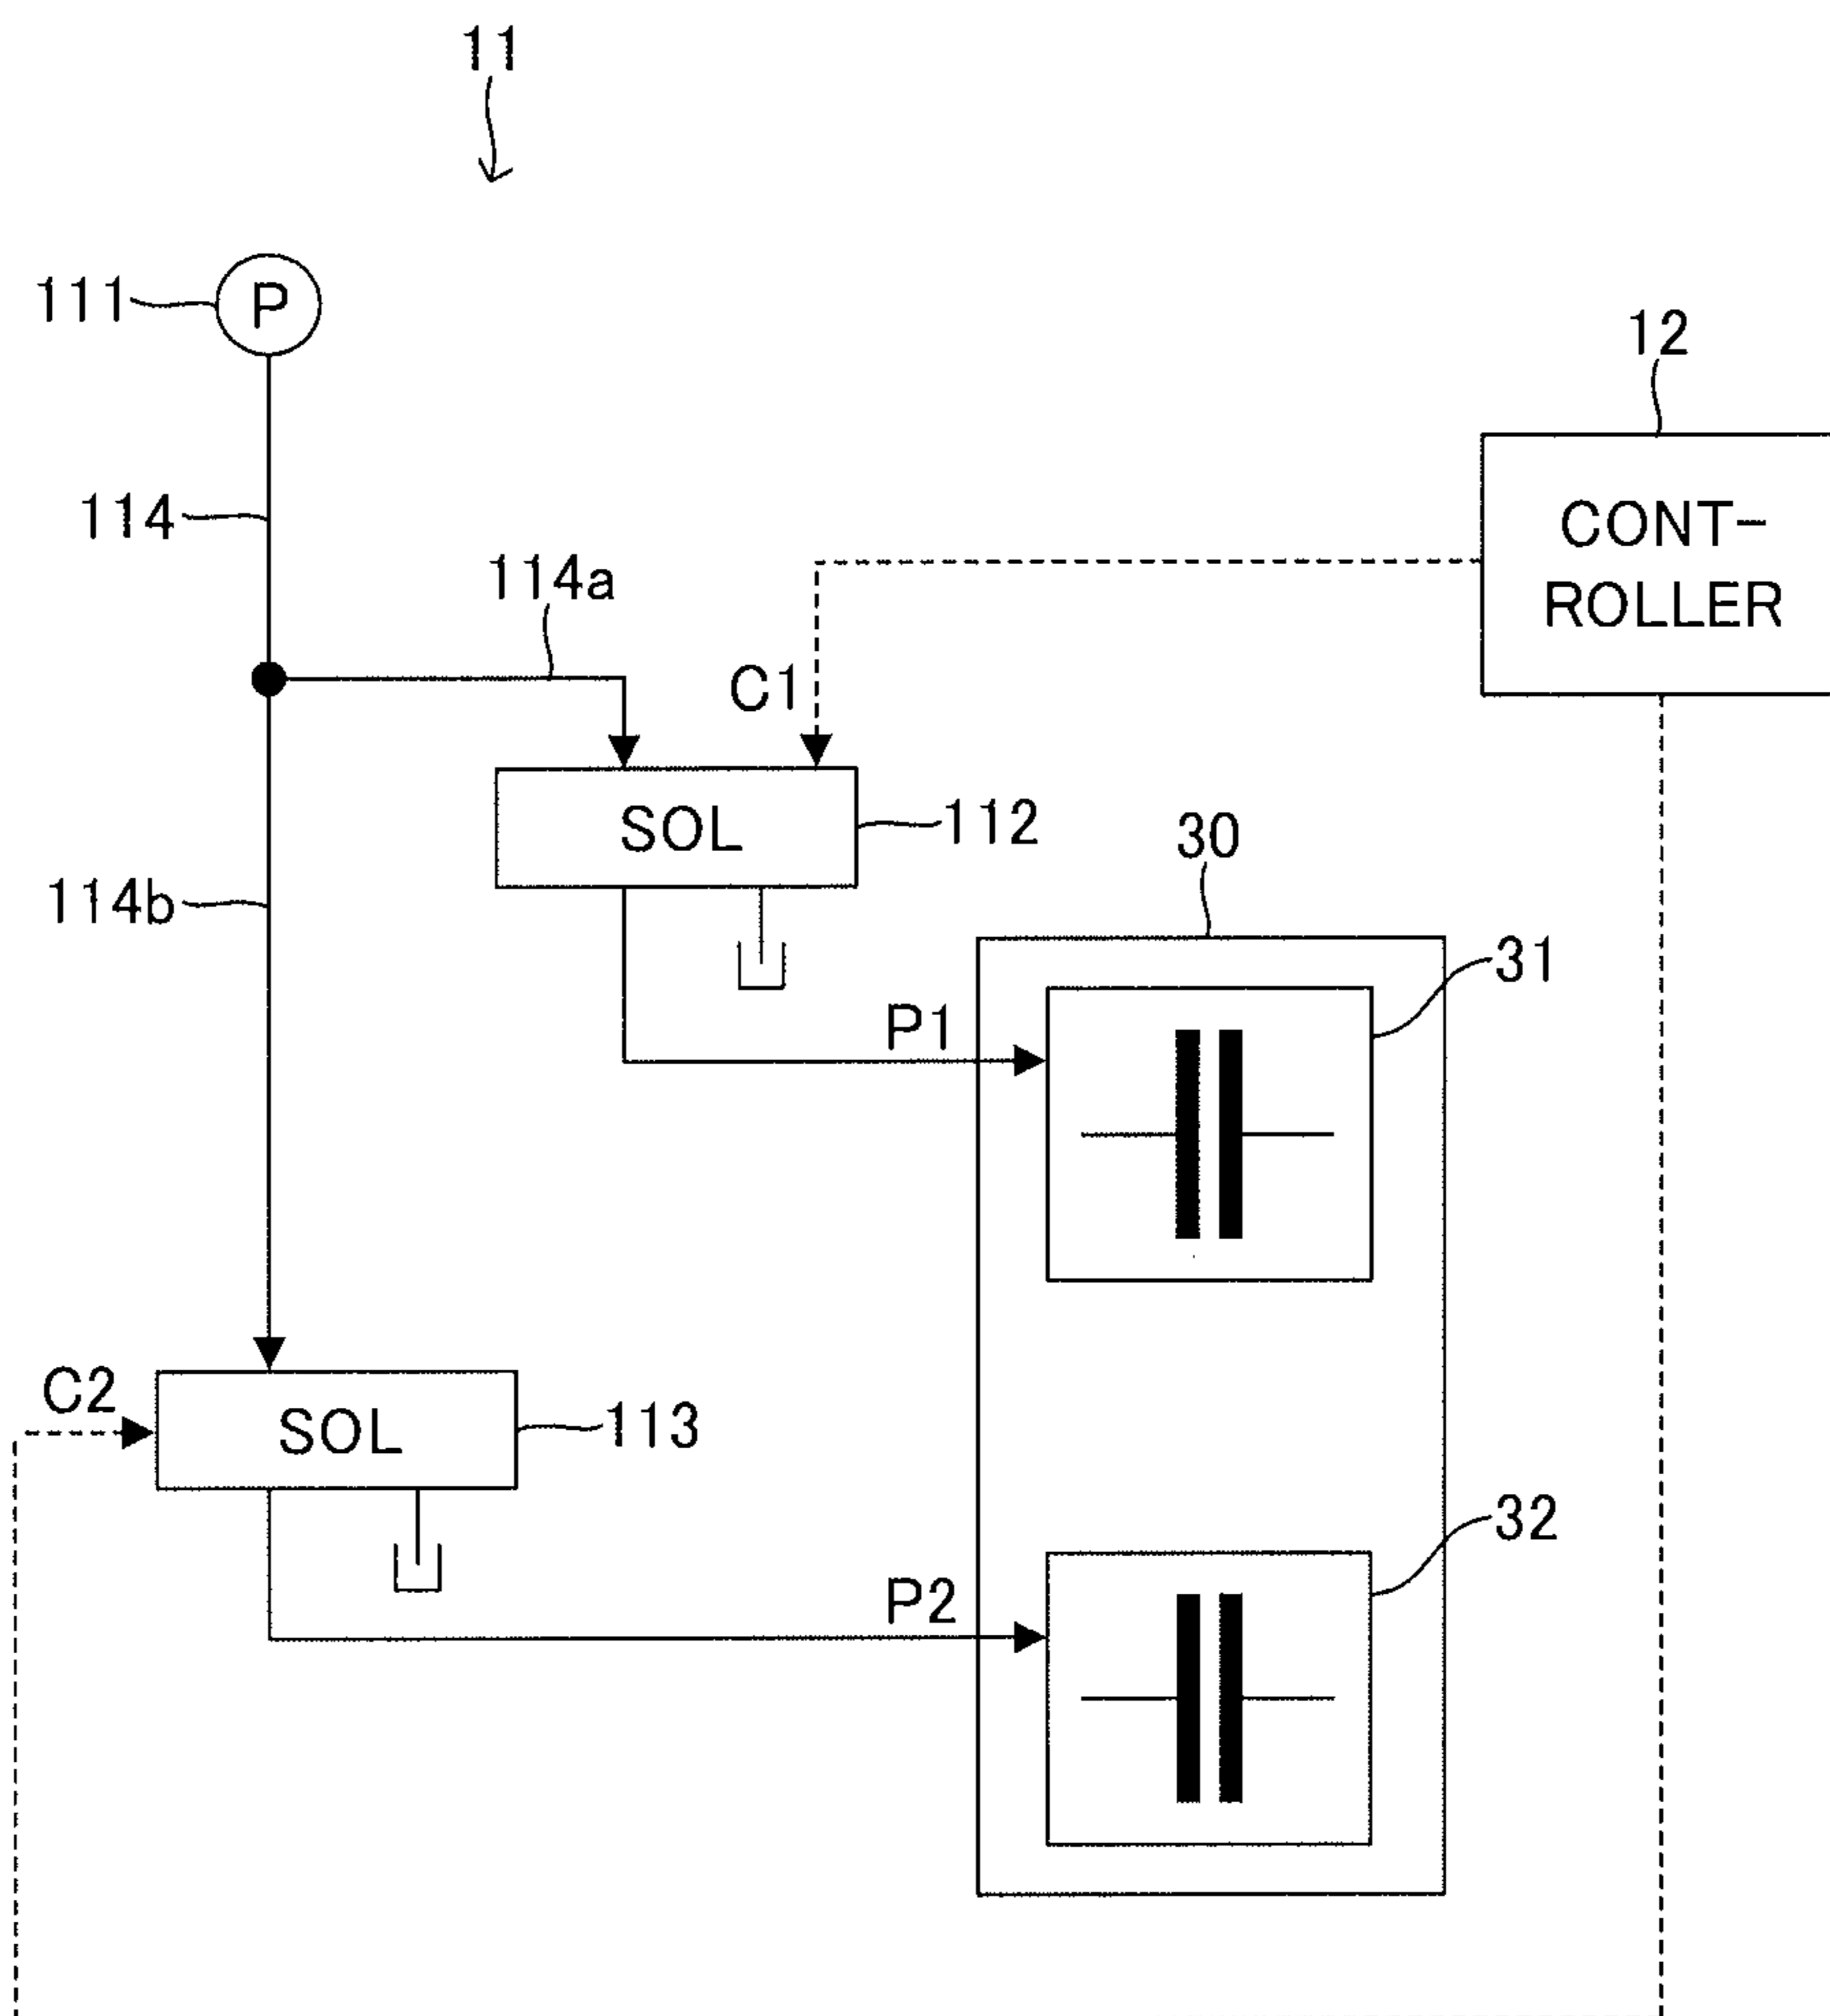 11
111
P
12
114
CONT-
ROLLER
114a
C1
SOL
112
30
114b
31
P1
C2
SOL
113
32
P2